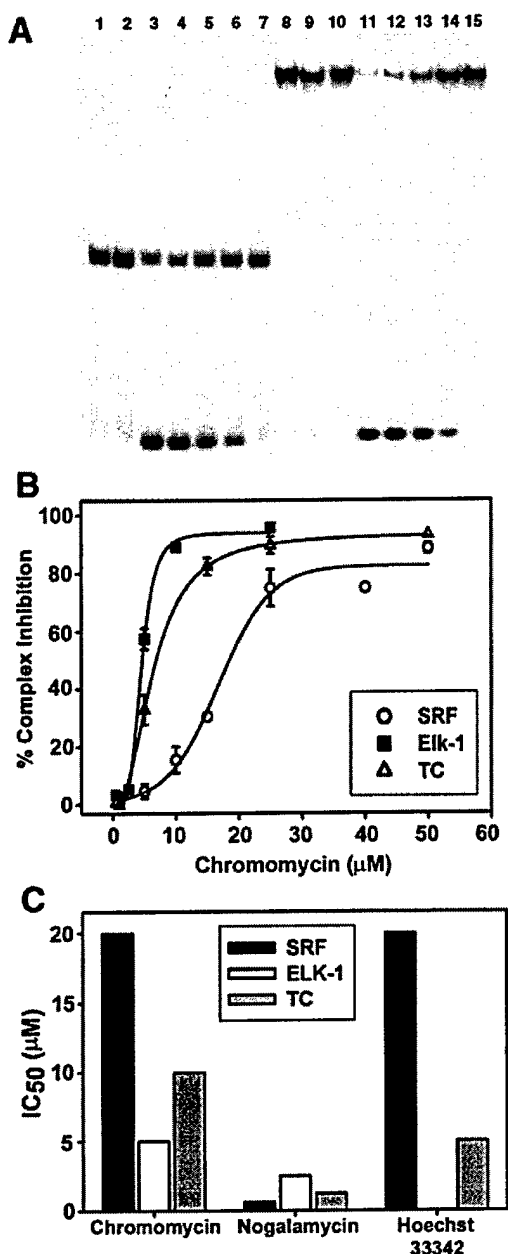 A
1 2 3 4 5 6 7 8 9 10 11 12 13 14 15
B
100
80
60
40
20
0
% Complex Inhibition
SRF
Elk-1
TC
0 10 20 30 40 50 60
Chromomycin (μM)
C
20
15
10
5
0
IC50 (μM)
SRF
ELK-1
TC
Chromomycin Nogalamycin Hoechst
33342